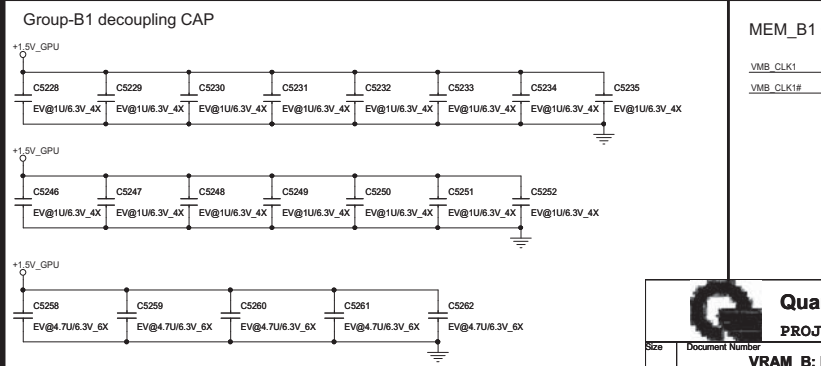 Group-B1 decoupling CAP
+1.5V_GPU
C5228 C5229 C5230 C5231 C5232 C5233 C5234 C5235
EV@1U/6.3V_4X EV@1U/6.3V_4X EV@1U/6.3V_4X EV@1U/6.3V_4X EV@1U/6.3V_4X EV@1U/6.3V_4X EV@1U/6.3V_4X EV@1U/6.3V_4X
+1.5V_GPU
C5246 C5247 C5248 C5249 C5250 C5251 C5252
EV@1U/6.3V_4X EV@1U/6.3V_4X EV@1U/6.3V_4X EV@1U/6.3V_4X EV@1U/6.3V_4X EV@1U/6.3V_4X EV@1U/6.3V_4X
+1.5V_GPU
C5258 C5259 C5260 C5261 C5262
EV@4.7U/6.3V_6X EV@4.7U/6.3V_6X EV@4.7U/6.3V_6X EV@4.7U/6.3V_6X EV@4.7U/6.3V_6X
MEM_B1
VMB_CLK1
VMB_CLK1#
Qua
PROJ
Size Document Number
VRAM_B: